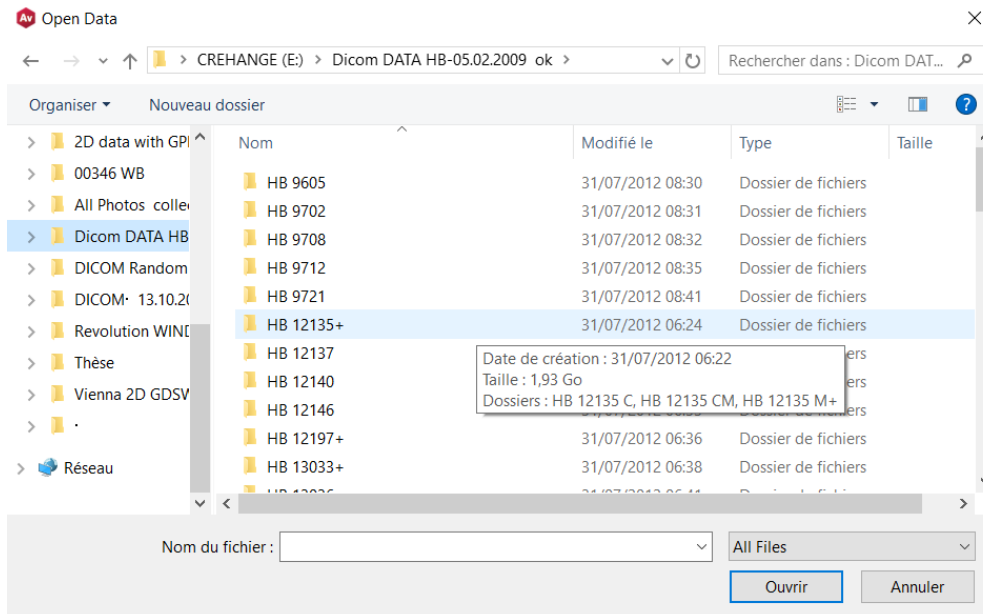 Av Open Data
CREHANGE (E:) > Dicom DATA HB-05.02.2009 ok >
Rechercher dans : Dicom DAT...
Organiser
Nouveau dossier
2D data with GPI
00346 WB
All Photos colle
Dicom DATA HB
DICOM Random
DICOM· 13.10.20
Revolution WIND
Thèse
Vienna 2D GDSW
Réseau
Nom Modifié le Type Taille
HB 9605 31/07/2012 08:30 Dossier de fichiers
HB 9702 31/07/2012 08:31 Dossier de fichiers
HB 9708 31/07/2012 08:32 Dossier de fichiers
HB 9712 31/07/2012 08:35 Dossier de fichiers
HB 9721 31/07/2012 08:41 Dossier de fichiers
HB 12135+ 31/07/2012 06:24 Dossier de fichiers
HB 12137 ers
HB 12140 ers
HB 12146 ers
Date de création : 31/07/2012 06:22
Taille : 1,93 Go
Dossiers : HB 12135 C, HB 12135 CM, HB 12135 M+
HB 12197+ 31/07/2012 06:36 Dossier de fichiers
HB 13033+ 31/07/2012 06:38 Dossier de fichiers
Nom du fichier :
All Files
Ouvrir
Annuler